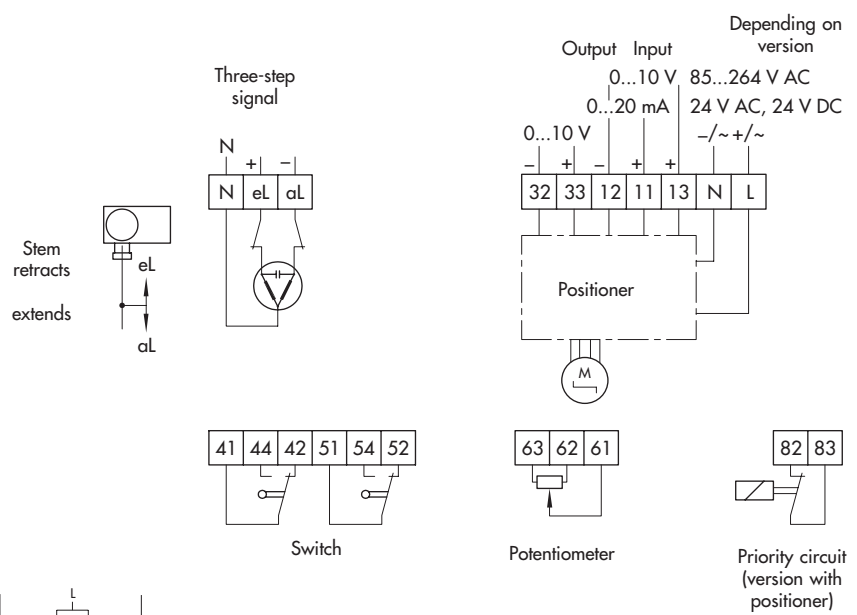 Depending on
version
Output Input
Three-step
signal
0...10 V 85...264 V AC
0...20 mA 24 V AC, 24 V DC
0...10 V –/~ +/~
N
+ –
– + – + +
N eL aL
32 33 12 11 13 N L
Stem
retracts
eL
extends
aL
Positioner
M
41 44 42 51 54 52
63 62 61
82 83
Switch
Potentiometer
Priority circuit
(version with
positioner)
L